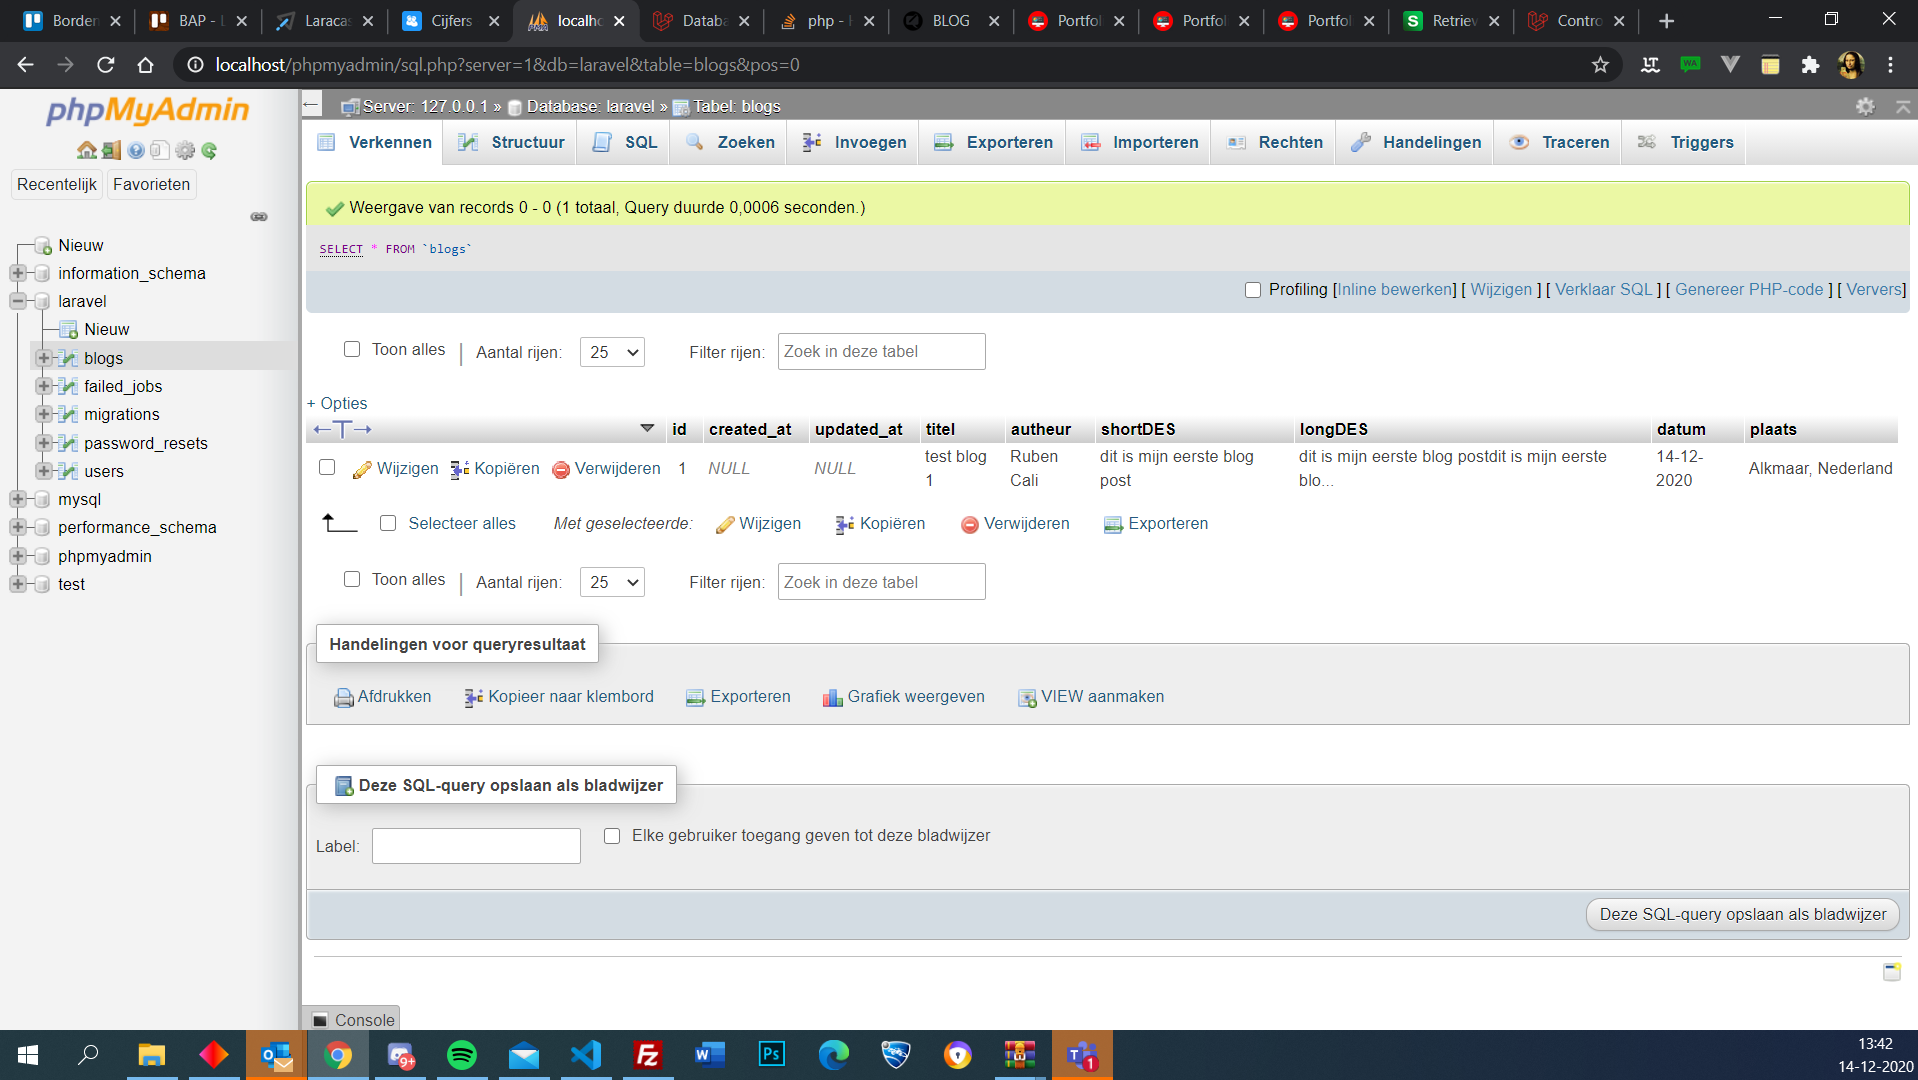 Borden
BAP - L
Laracas
Cijfers
localho
Databa
php - H
BLOG
Portfol
Portfol
Portfol
Retriev
Contro
localhost/phpmyadmin/sql.php?server=1&db=laravel&table=blogs&pos=0
phpMyAdmin
Recentelijk
Favorieten
Nieuw
information_schema
laravel
Nieuw
blogs
failed_jobs
migrations
password_resets
users
mysql
performance_schema
phpmyadmin
test
Server: 127.0.0.1 » Database: laravel » Tabel: blogs
Verkennen
Structuur
SQL
Zoeken
Invoegen
Exporteren
Importeren
Rechten
Handelingen
Traceren
Triggers
Weergave van records 0 - 0 (1 totaal, Query duurde 0,0006 seconden.)
SELECT * FROM `blogs`
Profiling [Inline bewerken] [ Wijzigen ] [ Verklaar SQL ] [ Genereer PHP-code ] [ Ververs]
Toon alles | Aantal rijen: 25 Filter rijen: Zoek in deze tabel
+ Opties
←T→ id created_at updated_at titel autheur shortDES longDES datum plaats
Wijzigen Kopiëren Verwijderen 1 NULL NULL test blog 1 Ruben Cali dit is mijn eerste blog post dit is mijn eerste blog postdit is mijn eerste blo... 14-12-2020 Alkmaar, Nederland
Selecteer alles Met geselecteerde: Wijzigen Kopiëren Verwijderen Exporteren
Toon alles | Aantal rijen: 25 Filter rijen: Zoek in deze tabel
Handelingen voor queryresultaat
Afdrukken Kopieer naar klembord Exporteren Grafiek weergeven VIEW aanmaken
Deze SQL-query opslaan als bladwijzer
Label: Elke gebruiker toegang geven tot deze bladwijzer
Deze SQL-query opslaan als bladwijzer
Console
9+
1
13:42
14-12-2020